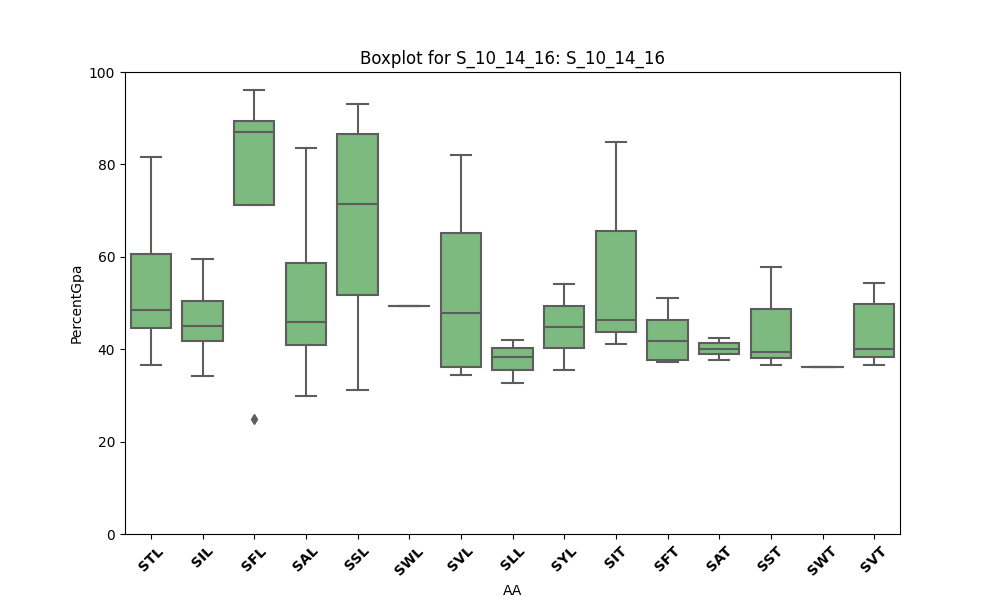 Boxplot for S_10_14_16: S_10_14_16
PercentGpa
100
80
60
40
20
0
STL SIL SFL SAL SSL SWL SVL SLL SYL SIT SFT SAT SST SWT SVT
AA